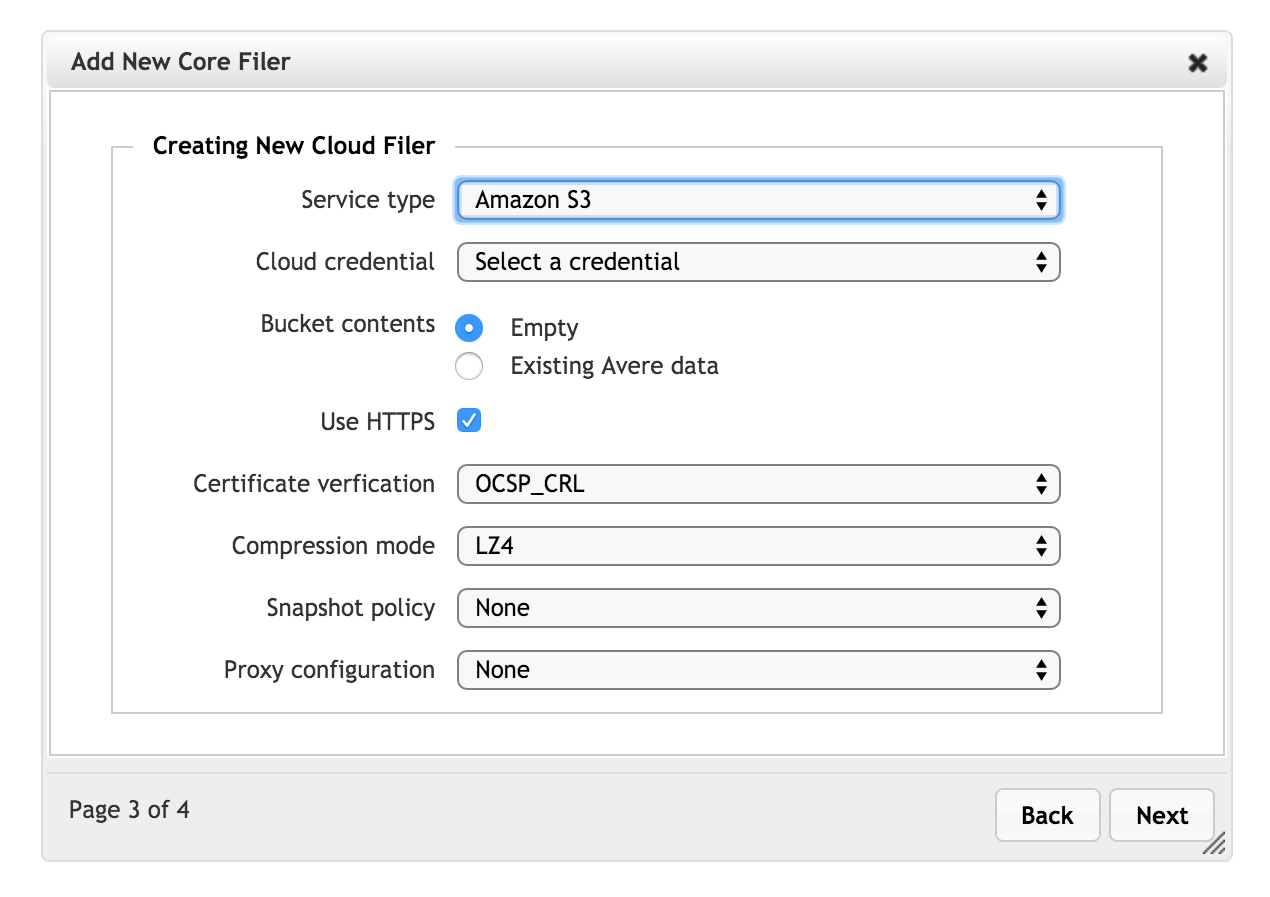 Add New Core Filer
Creating New Cloud Filer
Service type Amazon S3
Cloud credential Select a credential
Bucket contents Empty
Existing Avere data
Use HTTPS
Certificate verfication OCSP_CRL
Compression mode LZ4
Snapshot policy None
Proxy configuration None
Page 3 of 4 Back Next